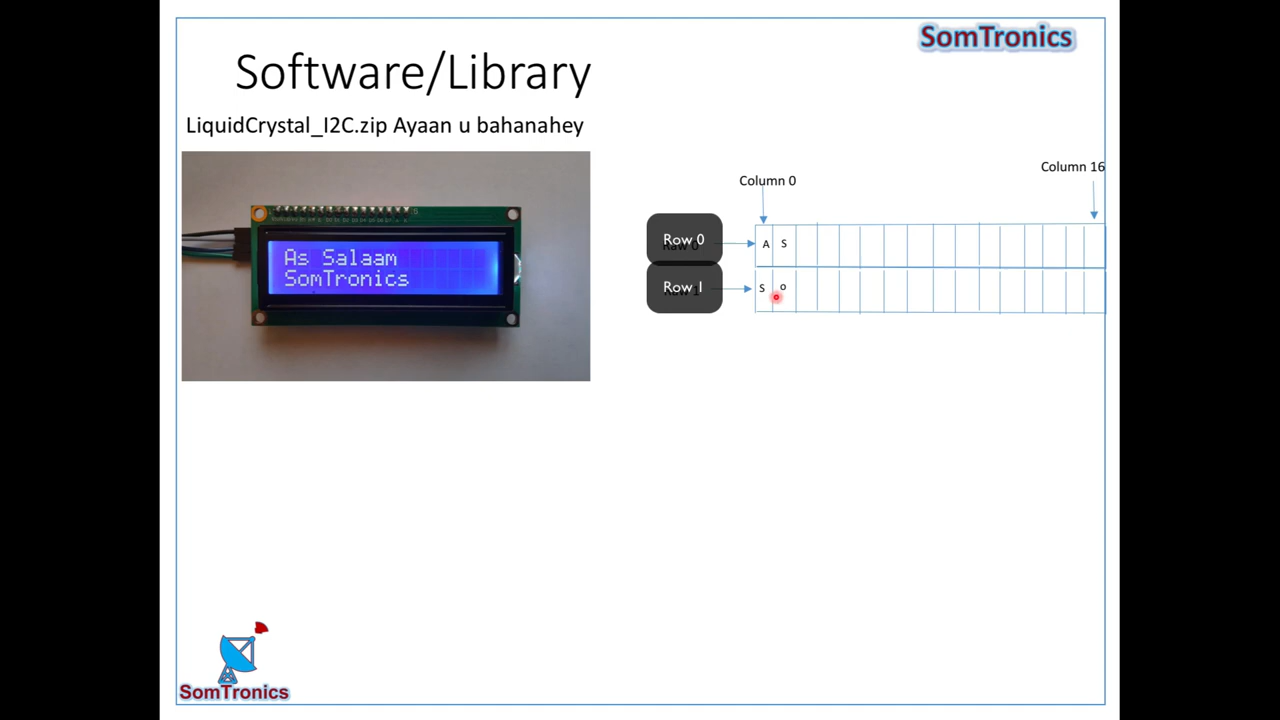 SomTronics
Software/Library
LiquidCrystal_I2C.zip Ayaan u bahanahey
As Salaam
SomTronics
Column 0
Column 16
Row 0
A S
Row 1
S o
SomTronics